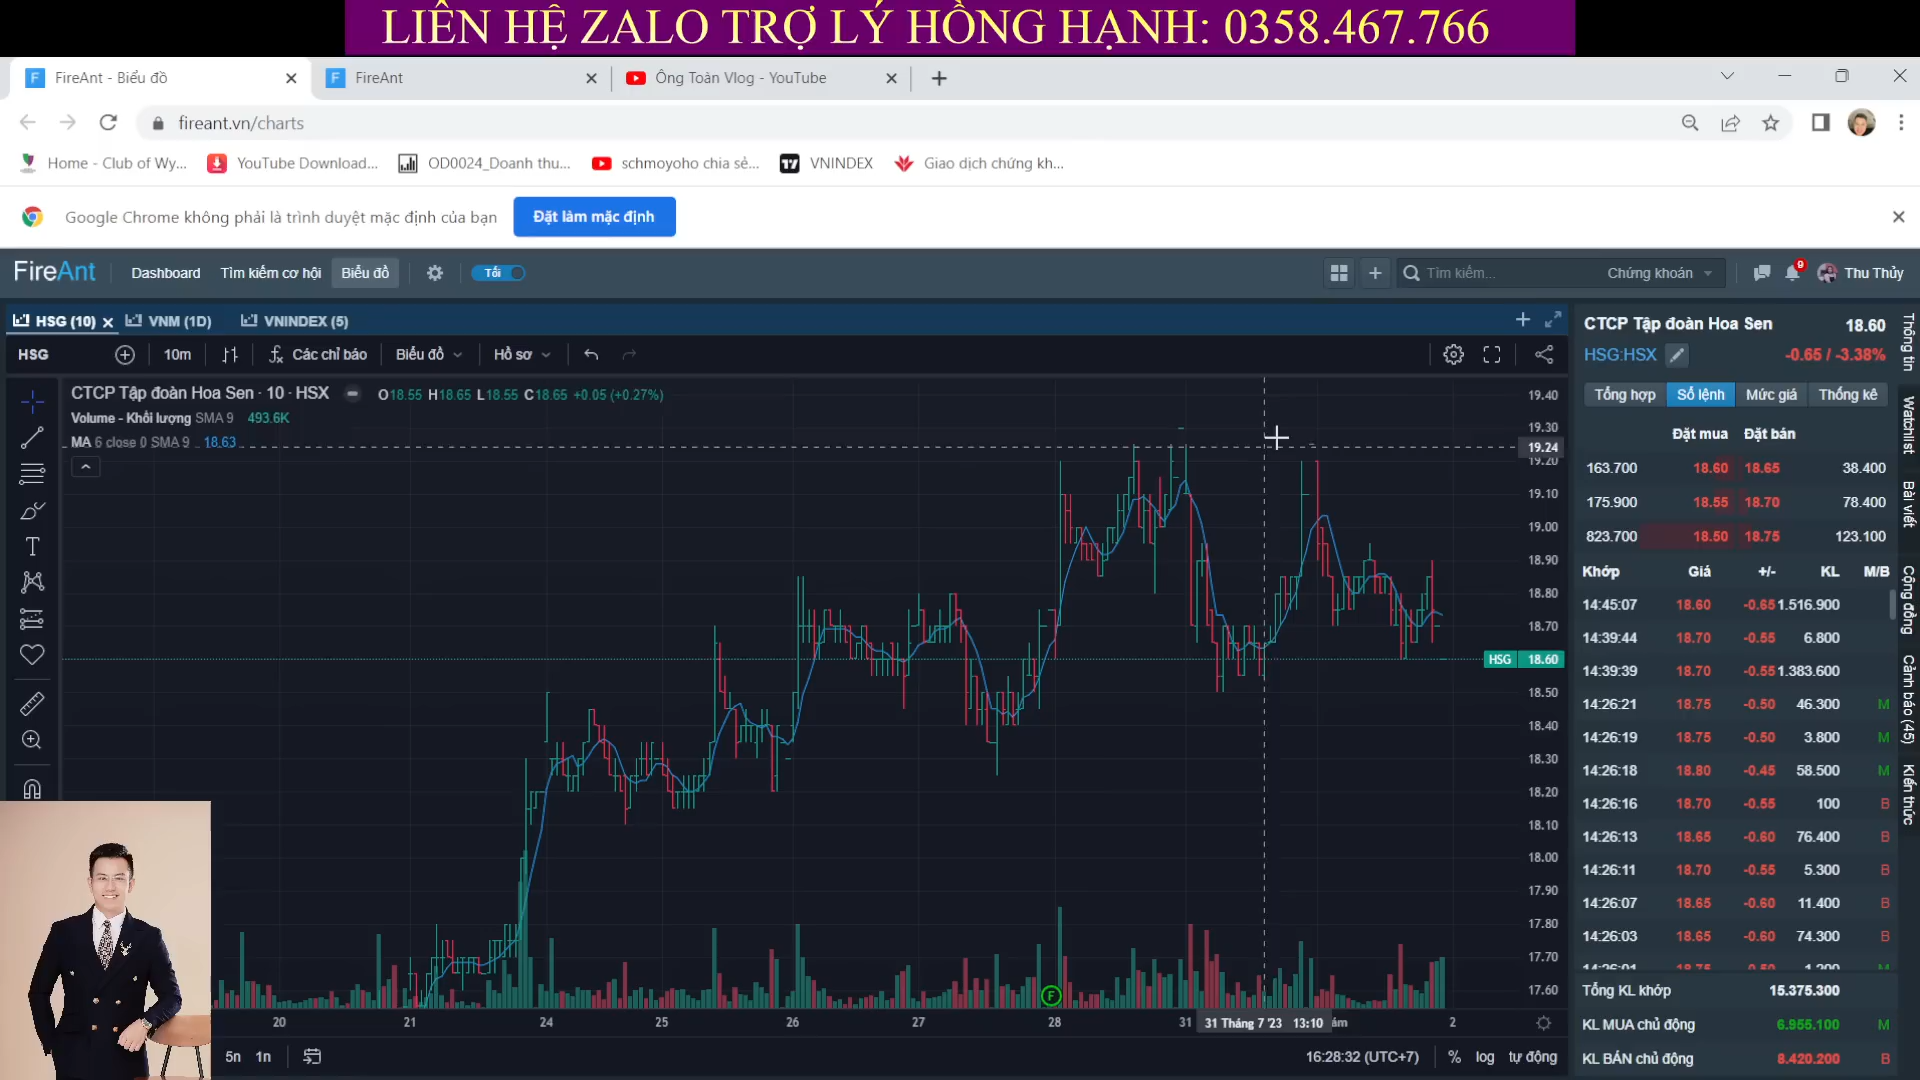 LIÊN HỆ ZALO TRỢ LÝ HỒNG HẠNH: 0358.467.766
FireAnt - Biểu đồ
FireAnt
Ông Toàn Vlog - YouTube
fireant.vn/charts
Home - Club of Wy...
YouTube Download...
OD0024_Doanh thu...
schmoyoho chia sẻ...
VNINDEX
Giao dịch chứng kh...
Google Chrome không phải là trình duyệt mặc định của bạn
Đặt làm mặc định
FireAnt
Dashboard
Tìm kiếm cơ hội
Biểu đồ
Tối
Tìm kiếm...
Chứng khoán
9
Thu Thủy
HSG (10)
VNM (1D)
VNINDEX (5)
HSG
10m
Các chỉ báo
Biểu đồ
Hồ sơ
CTCP Tập đoàn Hoa Sen · 10 · HSX
O18.55 H18.65 L18.55 C18.65 +0.05 (+0.27%)
Volume - Khối lượng SMA 9 493.6K
MA 6 close 0 SMA 9 18.63
19.40
19.30
19.24
19.20
19.10
19.00
18.90
18.80
18.70
HSG 18.60
18.50
18.40
18.30
18.20
18.10
18.00
17.90
17.80
17.70
17.60
F
20 21 24 25 26 27 28 31 31 Tháng 7 '23 13:10 ám 2
5n 1n
16:28:32 (UTC+7) % log tự động
CTCP Tập đoàn Hoa Sen 18.60
HSG:HSX -0.65 / -3.38%
Tổng hợp Sổ lệnh Mức giá Thống kê
Đặt mua Đặt bán
163.700 18.60 18.65 38.400
175.900 18.55 18.70 78.400
823.700 18.50 18.75 123.100
Khớp Giá +/- KL M/B
14:45:07 18.60 -0.65 1.516.900
14:39:44 18.70 -0.55 6.800
14:39:39 18.70 -0.55 1.383.600
14:26:21 18.75 -0.50 46.300 M
14:26:19 18.75 -0.50 3.800 M
14:26:18 18.80 -0.45 58.500 M
14:26:16 18.70 -0.55 100 B
14:26:13 18.65 -0.60 76.400 B
14:26:11 18.70 -0.55 5.300 B
14:26:07 18.65 -0.60 11.400 B
14:26:03 18.65 -0.60 74.300 B
14:26:01 18.75 -0.50 1.200 M
Tổng KL khớp 15.375.300
KL MUA chủ động 6.955.100 M
KL BÁN chủ động 8.420.200 B
Thông tin
Watchlist
Bài viết
Cộng đồng
Cảnh báo (45)
Kiến thức